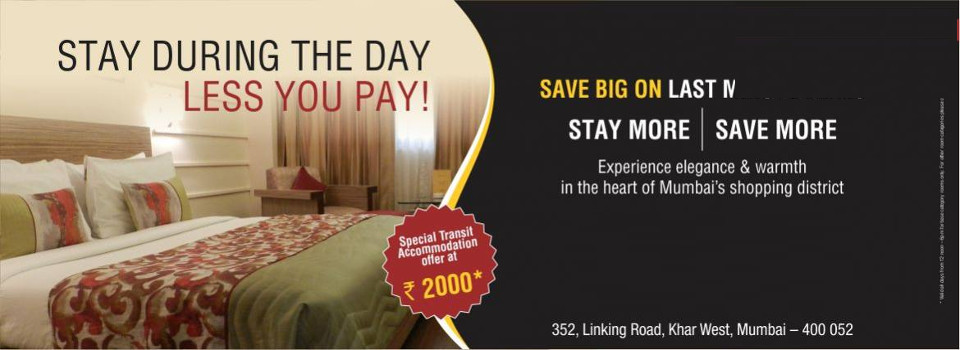 STAY DURING THE DAY
LESS YOU PAY!
Special Transit
Accommodation
offer at
₹ 2000*
SAVE BIG ON LAST
STAY MORE | SAVE MORE
Experience elegance & warmth
in the heart of Mumbai's shopping district
352, Linking Road, Khar West, Mumbai – 400 052